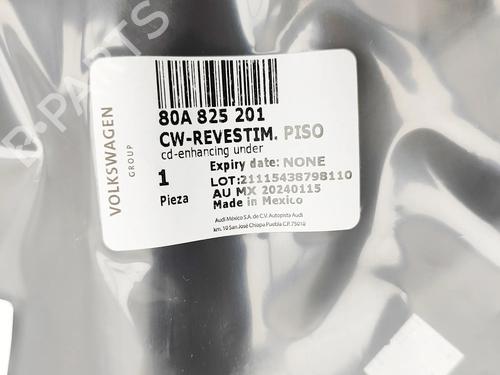 B-PARTS
VOLKSWAGEN
GROUP
80A 825 201
CW-REVESTIM. PISO
cd-enhancing under
Expiry date: NONE
1
Pieza
LOT:21115438798110
AU MX 20240115
Made in Mexico
Audi México S.A. de C.V. Autopista Audi
km. 10 San José Chiapa Puebla C.P. 75010